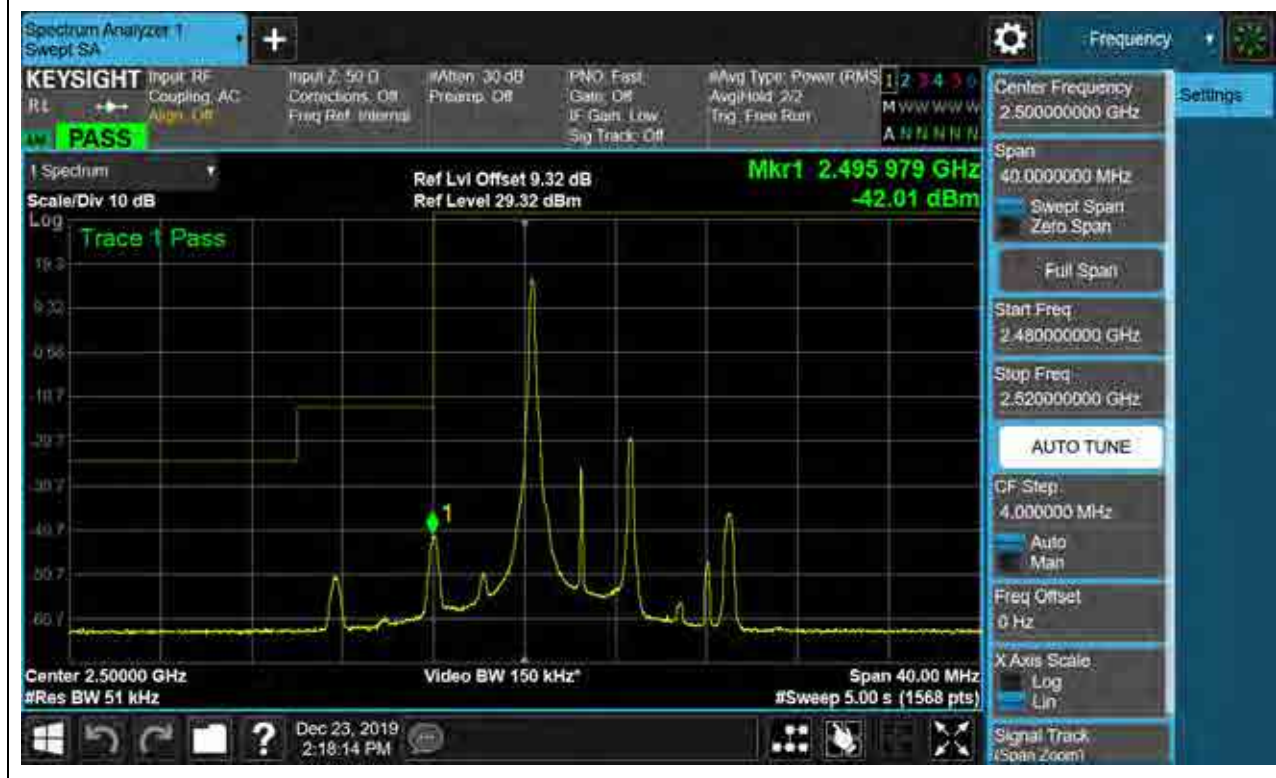 Spectrum Analyzer 1
Swept SA
+
Frequency
KEYSIGHT
Input: RF
Coupling: AC
Align: Off
Input Z: 50 Ω
Corrections: Off
Freq Ref: Internal
#Atten: 30 dB
Preamp: Off
PNO: Fast
Gate: Off
IF Gain: Low
Sig Track: Off
#Avg Type: Power (RMS
Avg|Hold: 2/2
Trig: Free Run
1 2 3 4 5 6
M W W W W W W
A N N N N N N
PASS
1 Spectrum
Scale/Div 10 dB
Ref Lvl Offset 9.32 dB
Ref Level 29.32 dBm
Mkr1 2.495 979 GHz
-42.01 dBm
Log
Trace 1 Pass
19.3
9.32
-10.7
-20.7
-30.7
-40.7
-50.7
-60.7
1
Center 2.50000 GHz
#Res BW 51 kHz
Video BW 150 kHz*
Span 40.00 MHz
#Sweep 5.00 s (1568 pts)
Center Frequency
2.500000000 GHz
Settings
Span
40.0000000 MHz
Swept Span
Zero Span
Full Span
Start Freq
2.480000000 GHz
Stop Freq
2.520000000 GHz
AUTO TUNE
CF Step
4.000000 MHz
Auto
Man
Freq Offset
0 Hz
X Axis Scale
Log
Lin
Signal Track
(Span Zoom)
?
Dec 23, 2019
2:18:14 PM